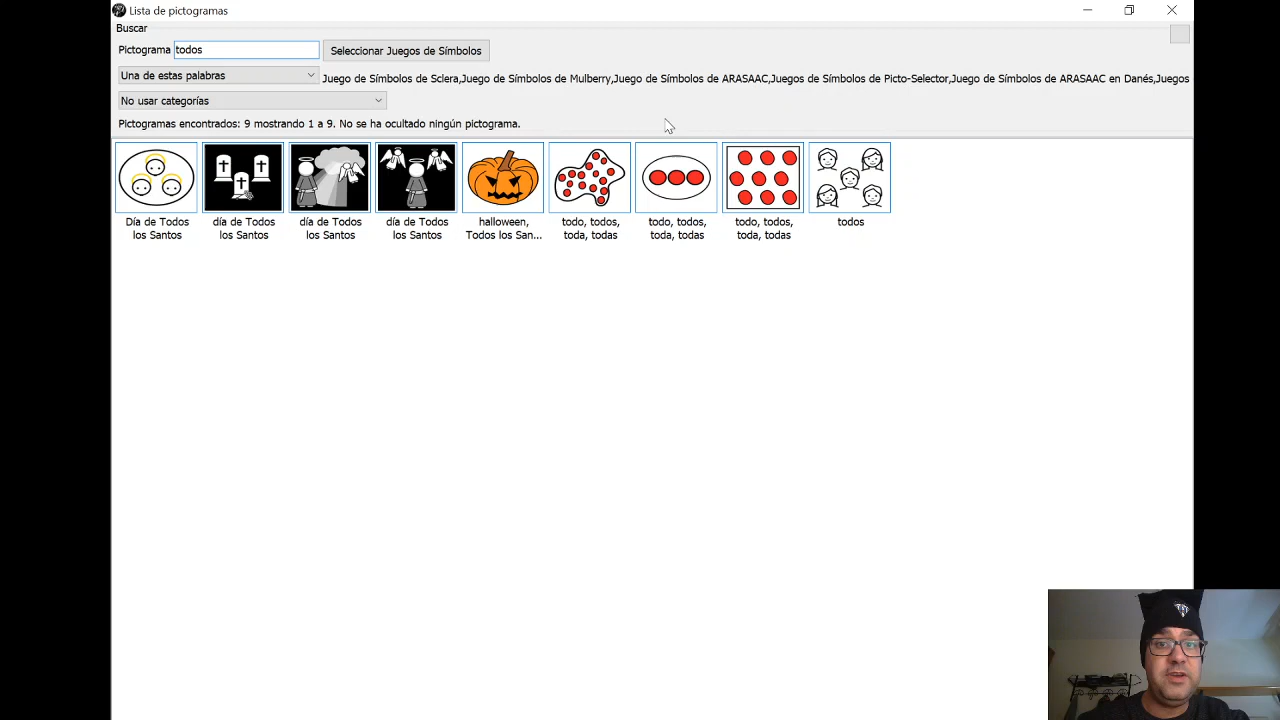 Lista de pictogramas
Buscar
Pictograma todos Seleccionar Juegos de Símbolos
Una de estas palabras Juego de Símbolos de Sclera,Juego de Símbolos de Mulberry,Juego de Símbolos de ARASAAC,Juegos de Símbolos de Picto-Selector,Juego de Símbolos de ARASAAC en Danés,Juegos
No usar categorías
Pictogramas encontrados: 9 mostrando 1 a 9. No se ha ocultado ningún pictograma.
Día de Todos los Santos
día de Todos los Santos
día de Todos los Santos
día de Todos los Santos
halloween, Todos los San...
todo, todos, toda, todas
todo, todos, toda, todas
todo, todos, toda, todas
todos